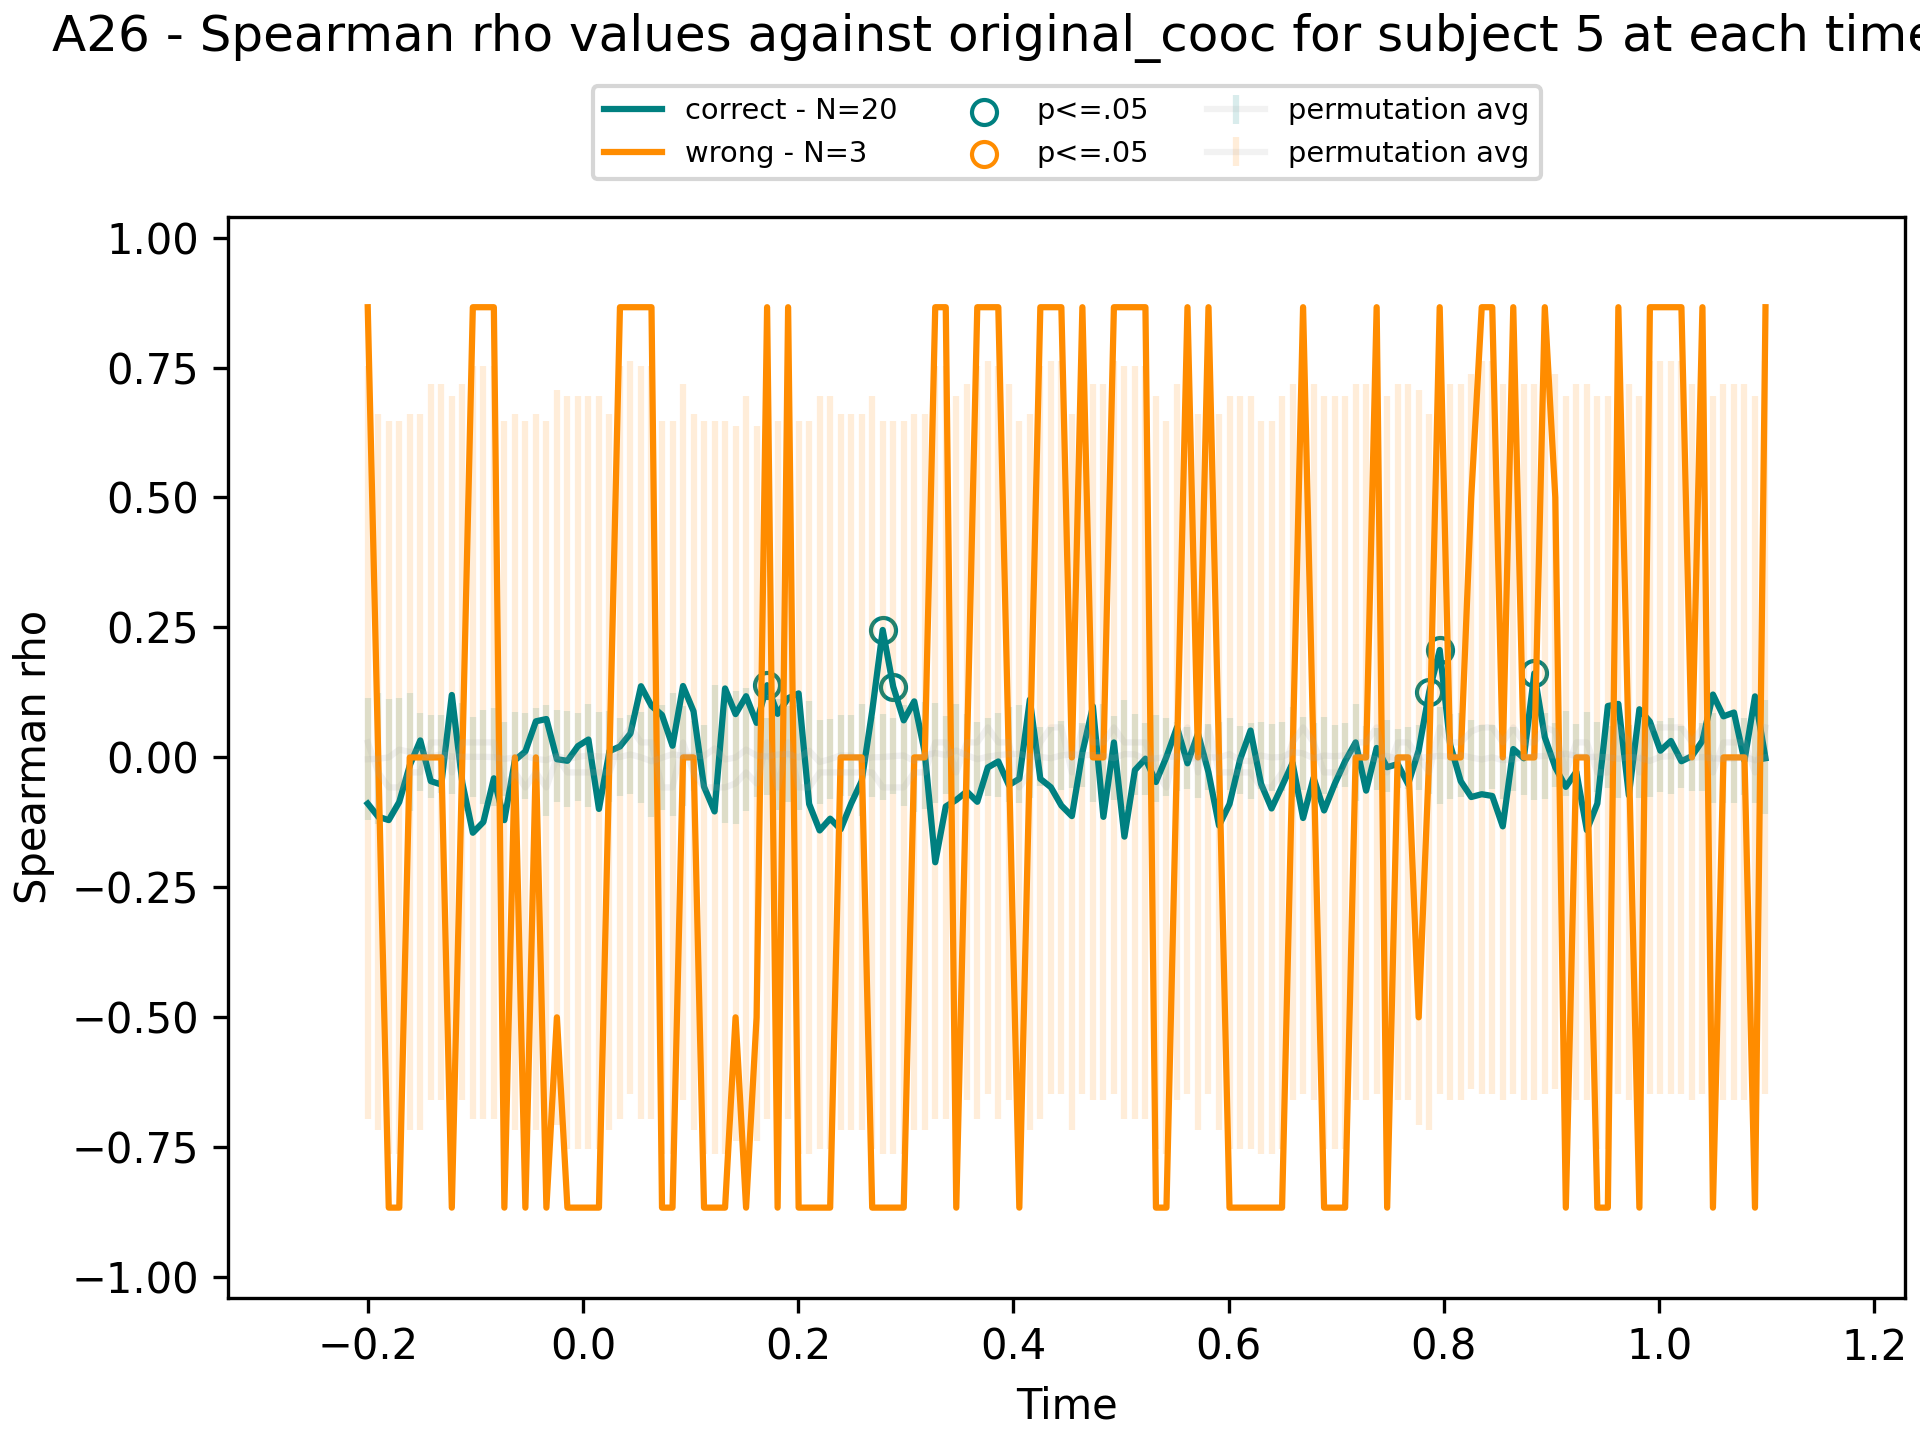 A26 - Spearman rho values against original_cooc for subject 5 at each time
correct - N=20 p<=.05 permutation avg
wrong - N=3 p<=.05 permutation avg
1.00
0.75
0.50
0.25
0.00
−0.25
−0.50
−0.75
−1.00
Spearman rho
−0.2 0.0 0.2 0.4 0.6 0.8 1.0 1.2
Time